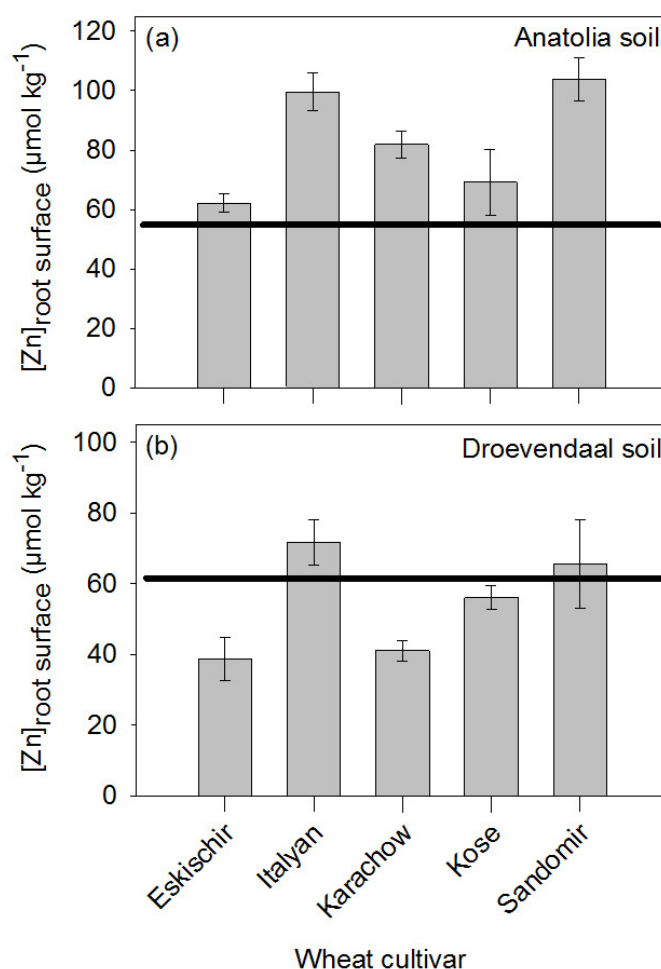 (a) Anatolia soil
[Zn]root surface (µmol kg-1)
120
100
80
60
40
20
0
(b) Droevendaal soil
[Zn]root surface (µmol kg-1)
100
80
60
40
20
0
Eskischir
Italyan
Karachow
Kose
Sandomir
Wheat cultivar